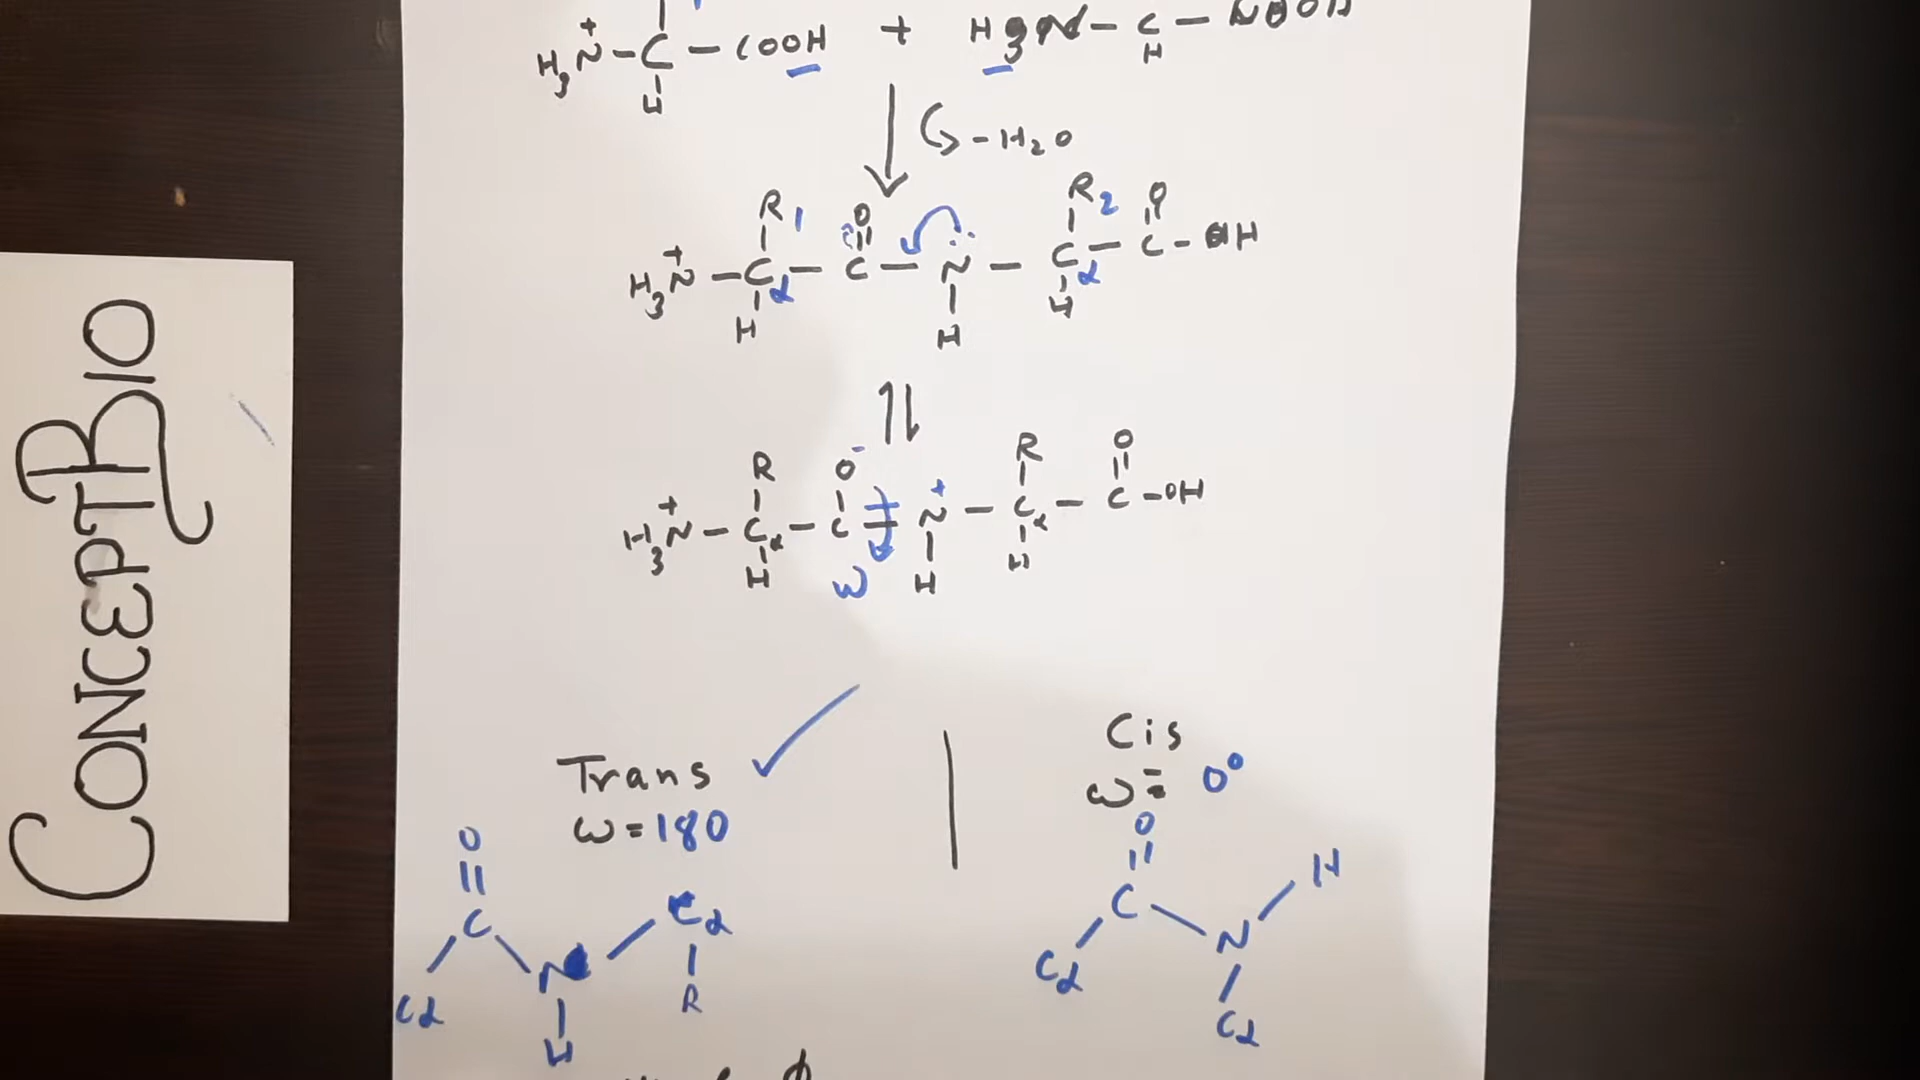 H₃N⁺ – C – COOH + H₃N – C –
H
H
– H₂O
R₁ O R₂ O
H₃N⁺ – Cα – C – N – Cα – C – OH
H H H
R O⁻ R O
H₃N⁺ – Cα – C = N⁺ – Cα – C – OH
H ω H H
Trans
ω = 180
O
C Cα
Cα N R
H
Cis
ω = 0°
O
C H
Cα N
Cα
CONCEPTBIO